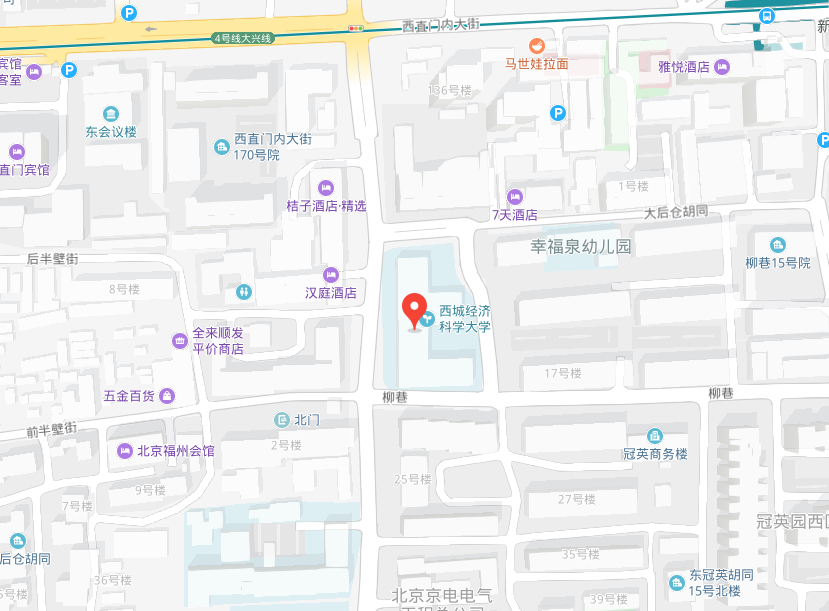 司
西直门内大街
4号线大兴线
新
宾馆
客室
马世娃拉面
雅悦酒店
136号楼
东会议楼
西直门内大街
170号院
直门宾馆
桔子酒店·精选
1号楼
7天酒店
大后仓胡同
幸福泉幼儿园
柳巷15号院
后半壁街
8号楼
汉庭酒店
西城经济
科学大学
全来顺发
平价商店
17号楼
五金百货
柳巷
柳巷
前半壁街
北门
北京福州会馆
2号楼
冠英商务楼
25号楼
9号楼
7号楼
27号楼
冠英园西区
后仓胡同
35号楼
36号楼
东冠英胡同
15号北楼
5号楼
北京京电电气
工程总公司
39号楼